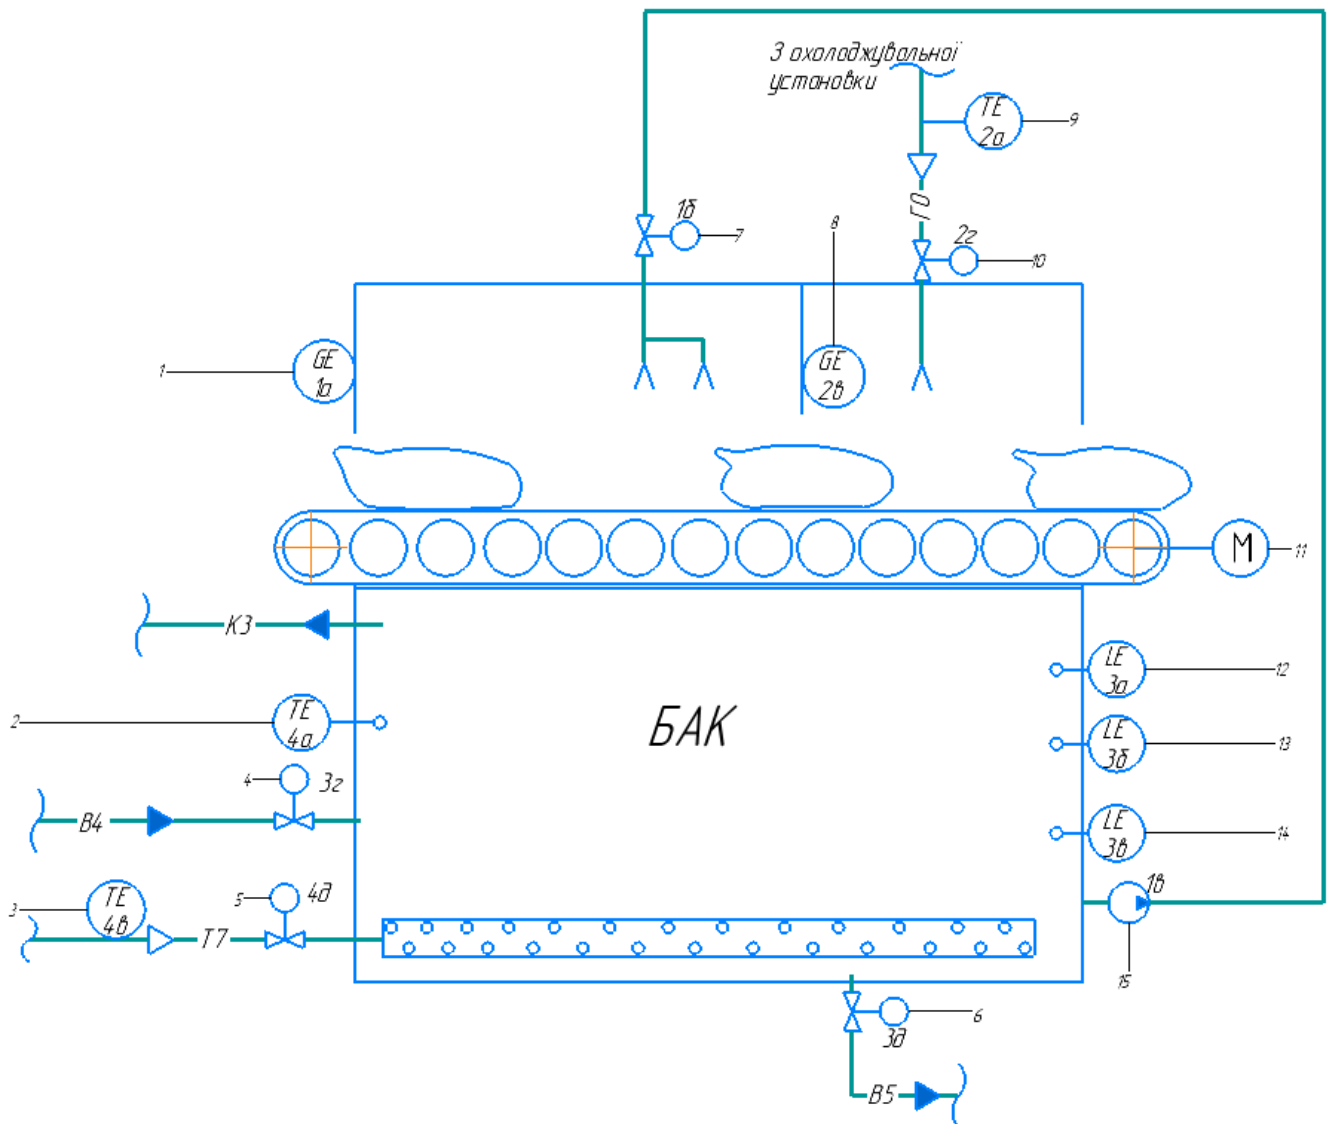 З охолоджувальної
установки
TE
2а
9
ГО
1б
7
8
2г
10
GE
1а
1
GE
2в
М
11
К3
LE
3а
12
TE
4а
2
БАК
LE
3б
13
4
3г
В4
LE
3в
14
TE
4в
3
5
4д
Т7
1в
15
6
3д
В5